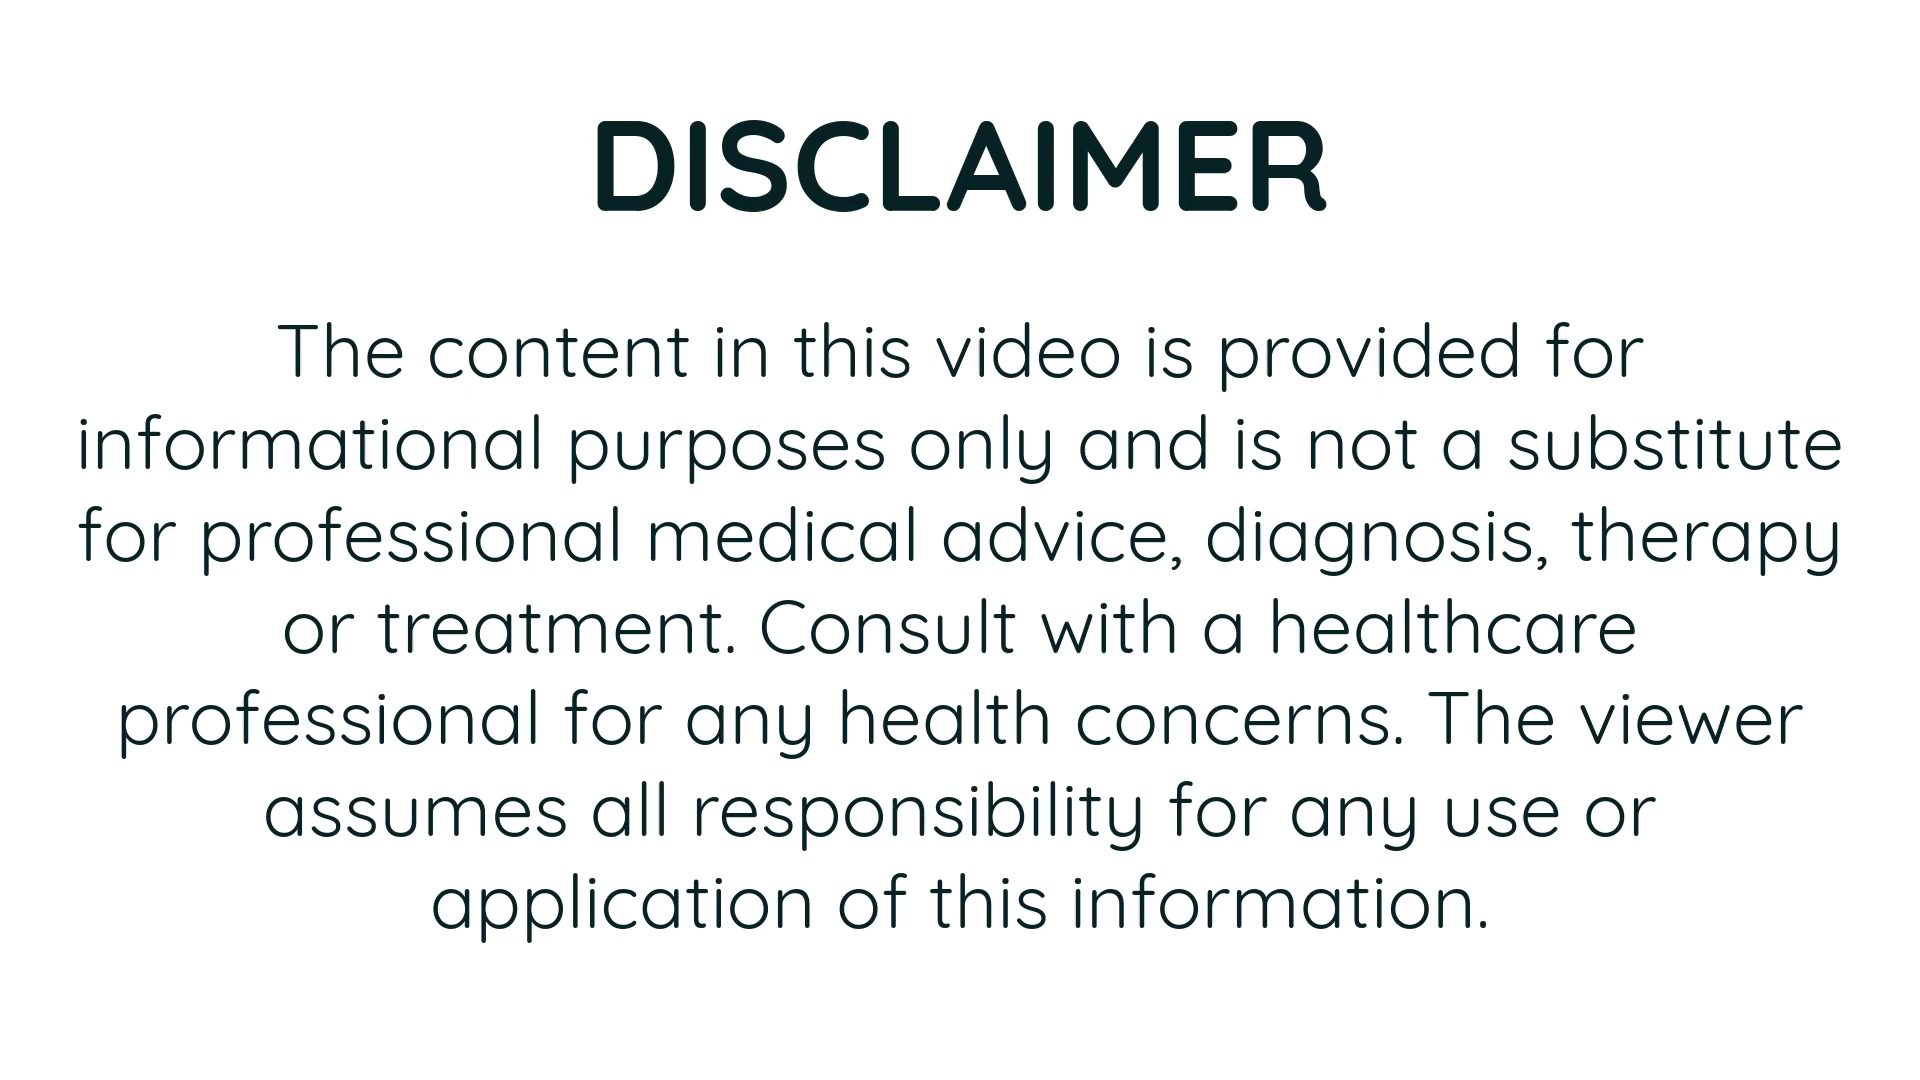 DISCLAIMER
The content in this video is provided for
informational purposes only and is not a substitute
for professional medical advice, diagnosis, therapy
or treatment. Consult with a healthcare
professional for any health concerns. The viewer
assumes all responsibility for any use or
application of this information.